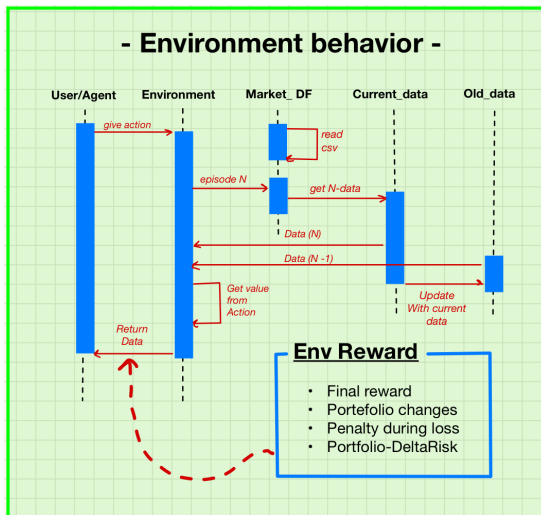 - Environment behavior -
User/Agent Environment Market_ DF Current_data Old_data
give action
read
csv
episode N
get N-data
Data (N)
Data (N -1)
Get value
from
Action
Update
With current
data
Return
Data
Env Reward
• Final reward
• Portefolio changes
• Penalty during loss
• Portfolio-DeltaRisk